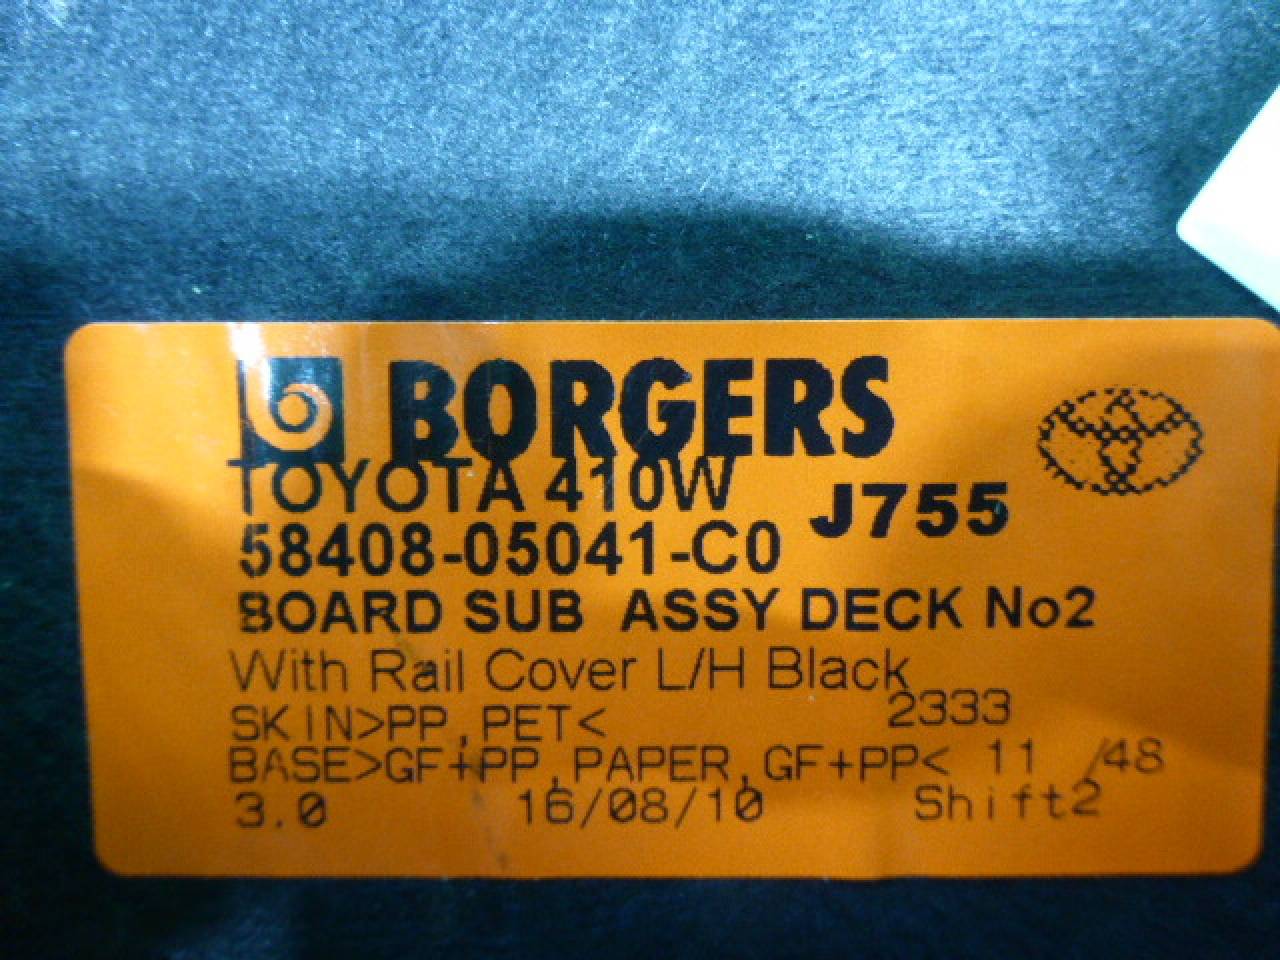 BORGERS
TOYOTA 410W J755
58408-05041-C0
BOARD SUB ASSY DECK No2
With Rail Cover L/H Black
SKIN>PP,PET< 2333
BASE>GF+PP,PAPER,GF+PP< 11 /48
3.0 16/08/10 Shift2